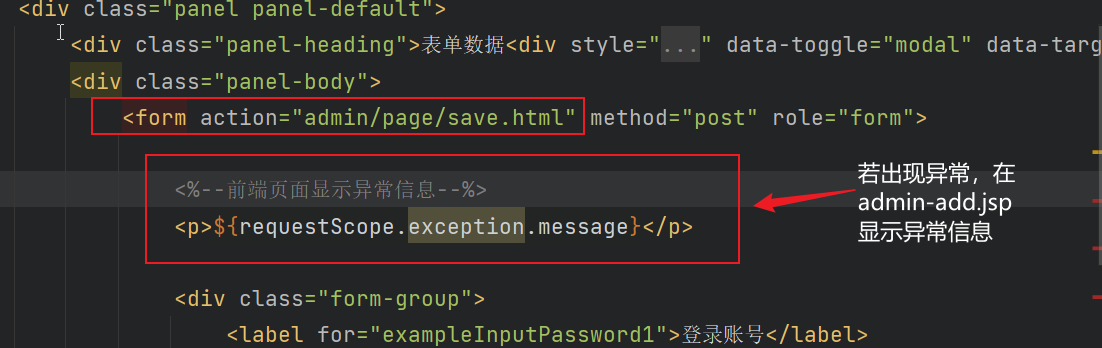 <div class="panel panel-default">
<div class="panel-heading">表单数据<div style="..." data-toggle="modal" data-targ
<div class="panel-body">
<form action="admin/page/save.html" method="post" role="form">
<%--前端页面显示异常信息--%>
<p>${requestScope.exception.message}</p>
若出现异常，在
admin-add.jsp
显示异常信息
<div class="form-group">
<label for="exampleInputPassword1">登录账号</label>